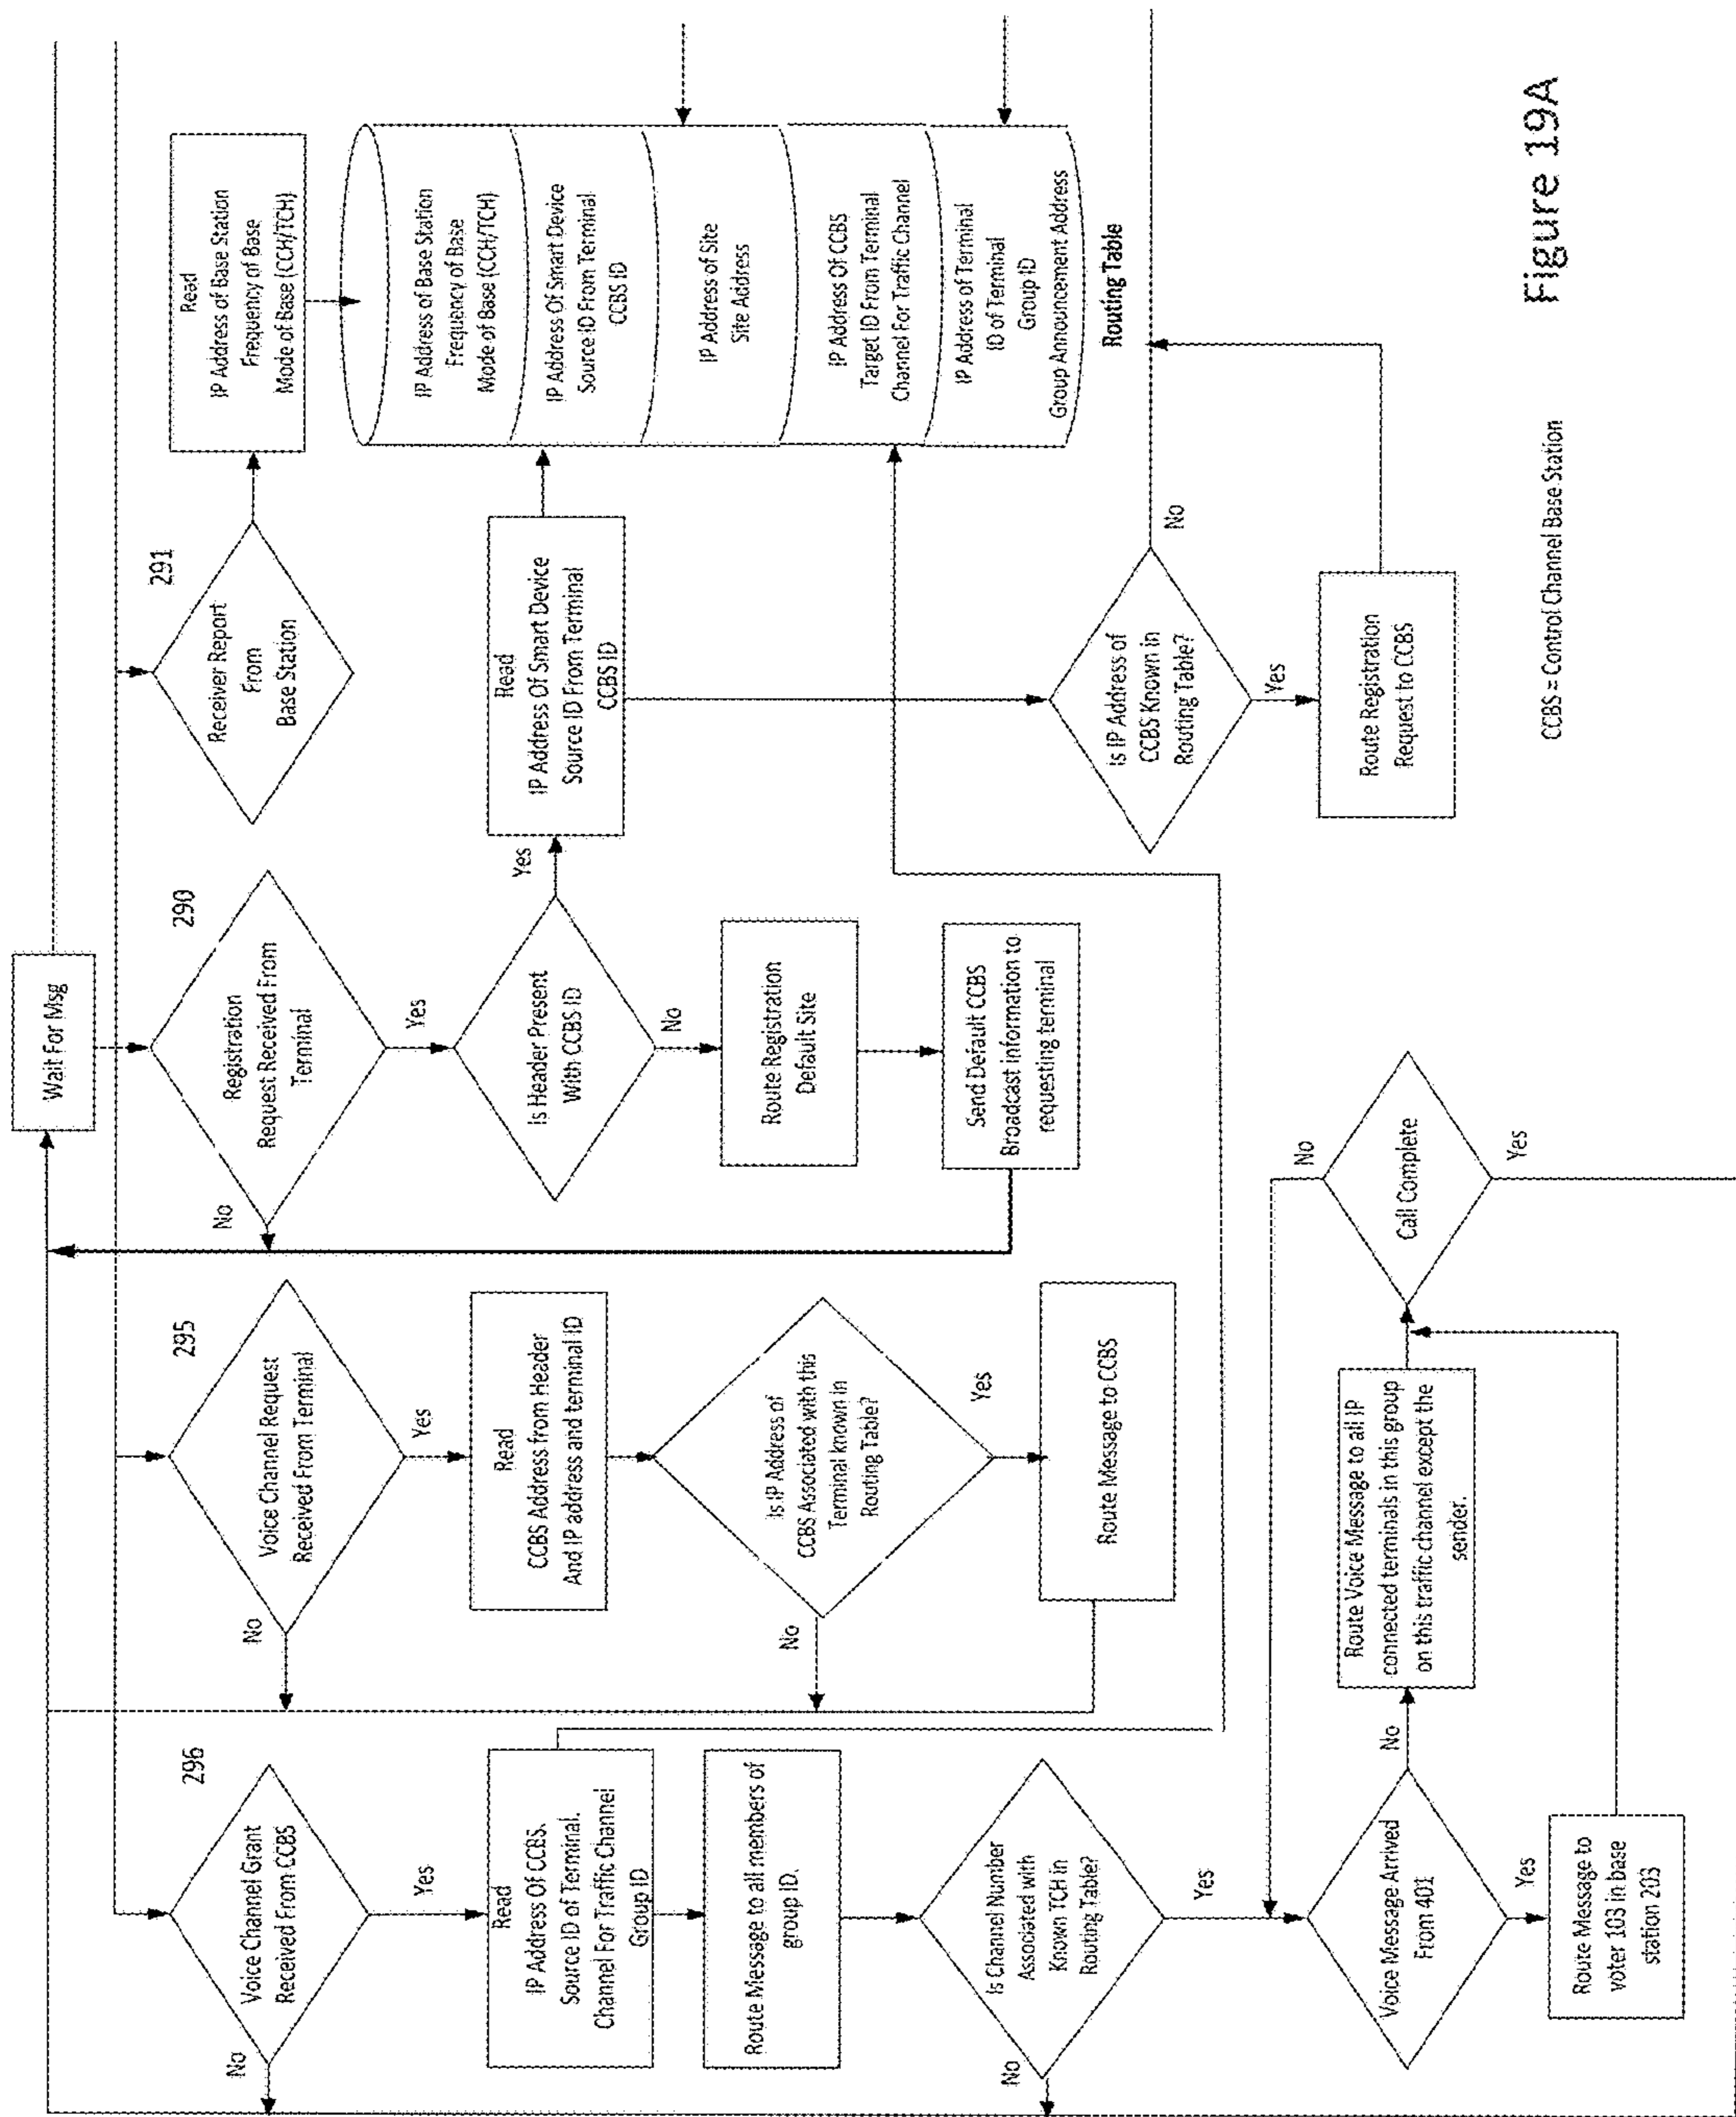 Wait For Msg
296
Voice Channel Grant
Received From CCBS
No
Yes
Read
IP Address Of CCBS.
Source ID of Terminal.
Channel For Traffic Channel
Group ID
Route Message to all members of
group ID.
Is Channel Number
Associated with
Known TCH in
Routing Table?
No
Yes
Voice Message Arrived
From 401
No
Yes
Route Message to
voter 103 in base
station 203
Route Voice Message to all IP
connected terminals in this group
on this traffic channel except the
sender.
Call Complete
No
Yes
295
Voice Channel Request
Received From Terminal
No
Yes
Read
CCBS Address from Header
And IP address and terminal ID
Is IP Address of
CCBS Associated with this
Terminal known in
Routing Table?
No
Yes
Route Message to CCBS
290
Registration
Request Received From
Terminal
No
Yes
Is Header Present
With CCBS ID
Yes
No
Route Registration
Default Site
Send Default CCBS
Broadcast information to
requesting terminal
Read
IP Address Of Smart Device
Source ID From Terminal
CCBS ID
Is IP Address of
CCBS Known in
Routing Table?
No
Yes
Route Registration
Request to CCBS
291
Receiver Report
From
Base Station
Read
IP Address of Base Station
Frequency of Base
Mode of Base (CCH/TCH)
IP Address of Base Station
Frequency of Base
Mode of Base (CCH/TCH)
IP Address Of Smart Device
Source ID From Terminal
CCBS ID
IP Address of Site
Site Address
IP Address Of CCBS
Target ID From Terminal
Channel For Traffic Channel
IP Address of Terminal
ID of Terminal
Group ID
Group Announcement Address
Routing Table
CCBS = Control Channel Base Station
Figure 19A